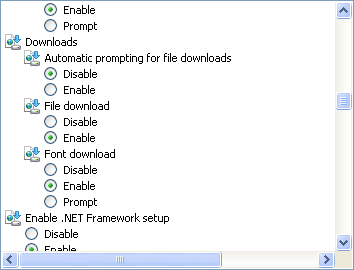 Enable
Prompt
Downloads
Automatic prompting for file downloads
Disable
Enable
File download
Disable
Enable
Font download
Disable
Enable
Prompt
Enable .NET Framework setup
Disable
Enable